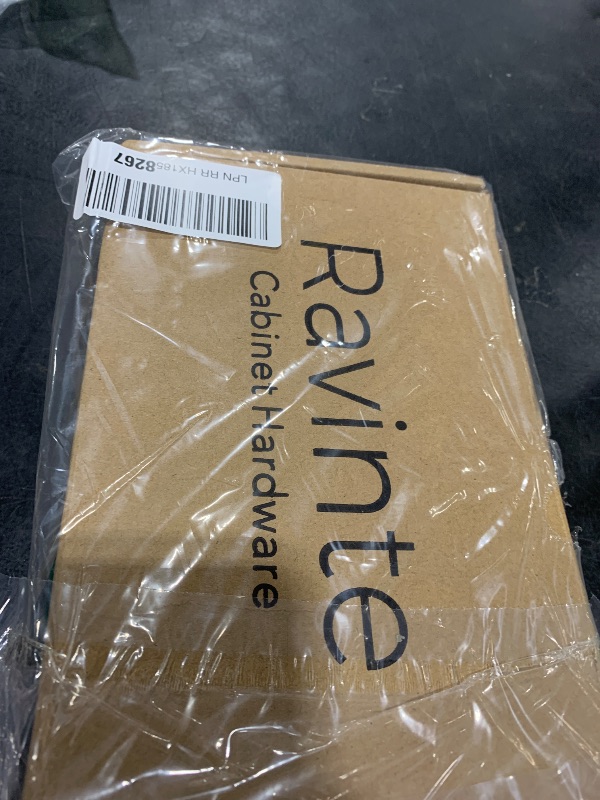 Ravinte
Cabinet Hardware
LPN RR HX1858267